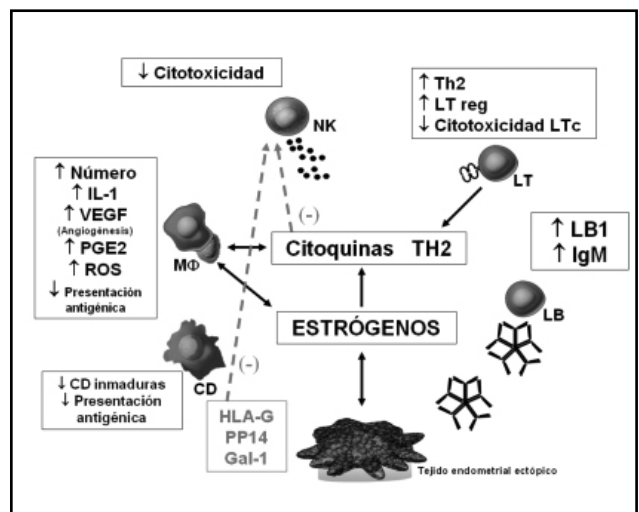 ↓ Citotoxicidad
NK
↑ Th2
↑ LT reg
↓ Citotoxicidad LTc
LT
↑ Número
↑ IL-1
↑ VEGF
(Angiogénesis)
↑ PGE2
↑ ROS
↓ Presentación
antigénica
MΦ
(-)
Citoquinas TH2
↑ LB1
↑ IgM
LB
ESTRÓGENOS
CD
(-)
↓ CD inmaduras
↓ Presentación
antigénica
HLA-G
PP14
Gal-1
Tejido endometrial ectópico